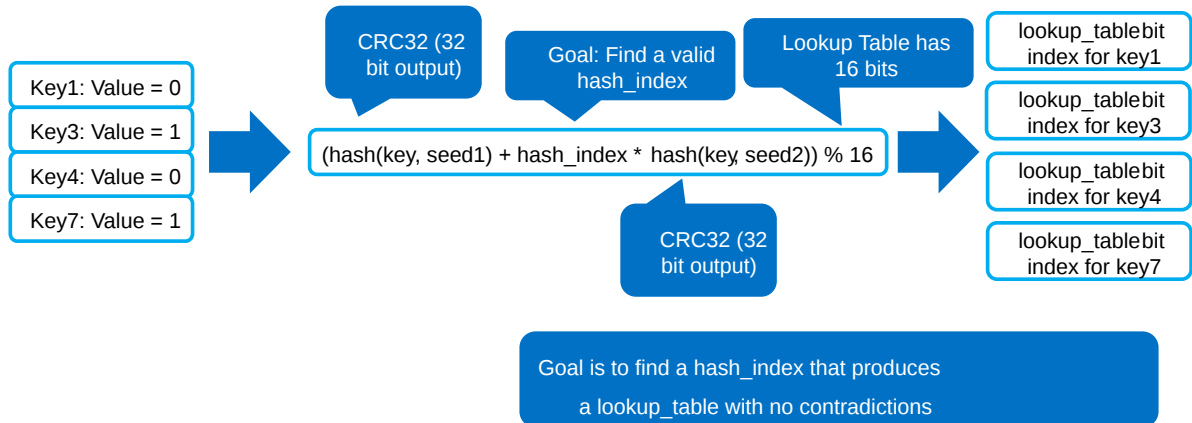 CRC32 (32
bit output)
Goal: Find a valid
hash_index
Lookup Table has
16 bits
Key1: Value = 0
Key3: Value = 1
Key4: Value = 0
Key7: Value = 1
(hash(key, seed1) + hash_index * hash(key, seed2)) % 16
CRC32 (32
bit output)
lookup_tablebit
index for key1
lookup_tablebit
index for key3
lookup_tablebit
index for key4
lookup_tablebit
index for key7
Goal is to find a hash_index that produces
a lookup_table with no contradictions